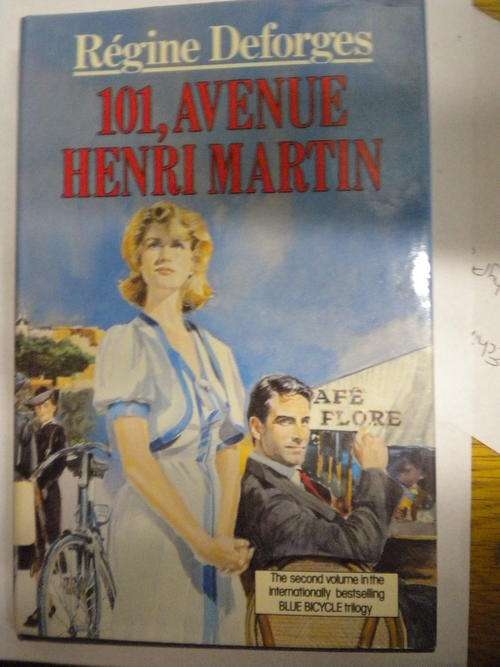 Régine Deforges
101, AVENUE
HENRI MARTIN
AFÉ
FLORE
The second volume in the
internationally bestselling
BLUE BICYCLE trilogy